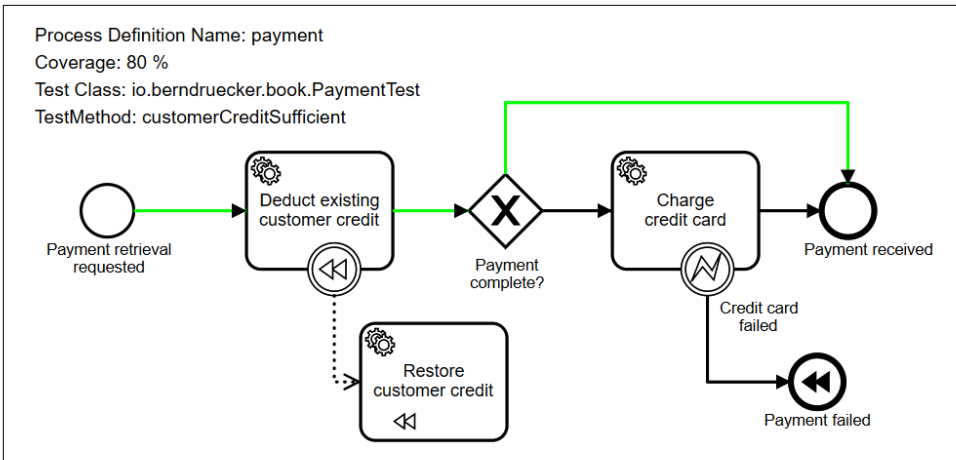 Process Definition Name: payment
Coverage: 80 %
Test Class: io.berndruecker.book.PaymentTest
TestMethod: customerCreditSufficient
Deduct existing
customer credit
Charge
credit card
Payment retrieval
requested
Payment
complete?
Payment received
Credit card
failed
Restore
customer credit
Payment failed